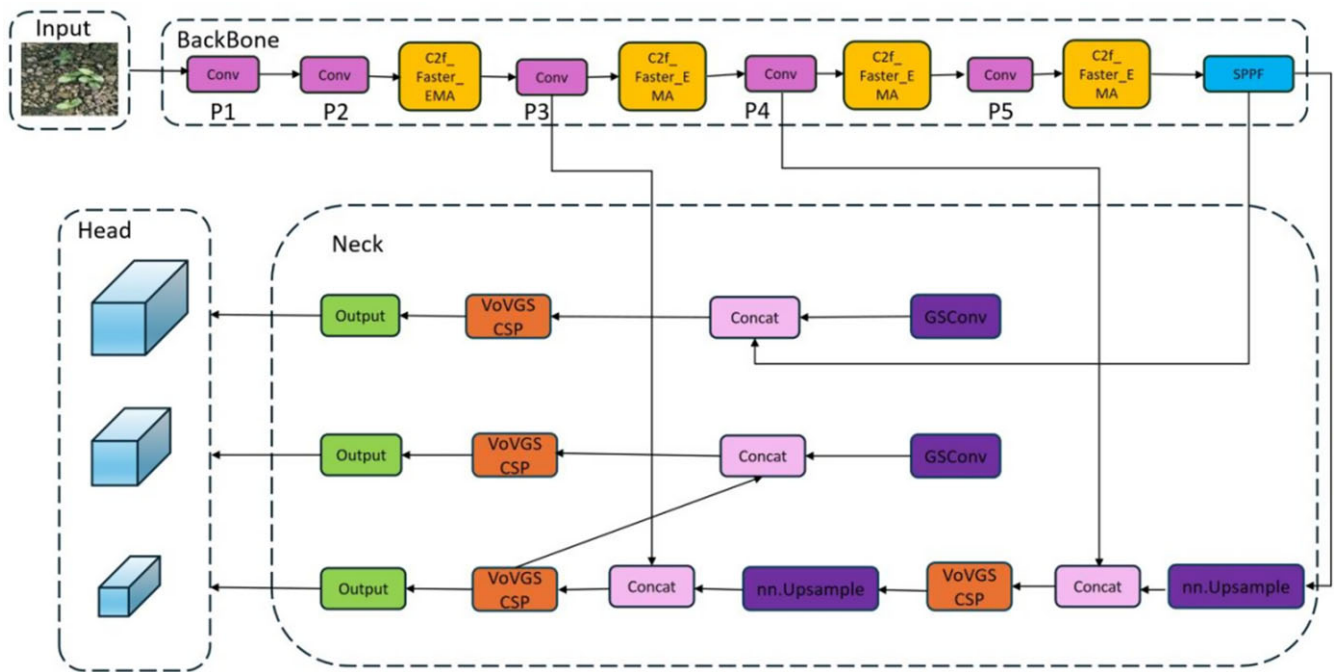 Input
BackBone
Conv
Conv
C2f_
Faster_
EMA
Conv
C2f_
Faster_E
MA
Conv
C2f_
Faster_E
MA
Conv
C2f_
Faster_E
MA
SPPF
P1
P2
P3
P4
P5
Head
Neck
Output
VoVGS
CSP
Concat
GSConv
Output
VoVGS
CSP
Concat
GSConv
Output
VoVGS
CSP
Concat
nn.Upsample
VoVGS
CSP
Concat
nn.Upsample